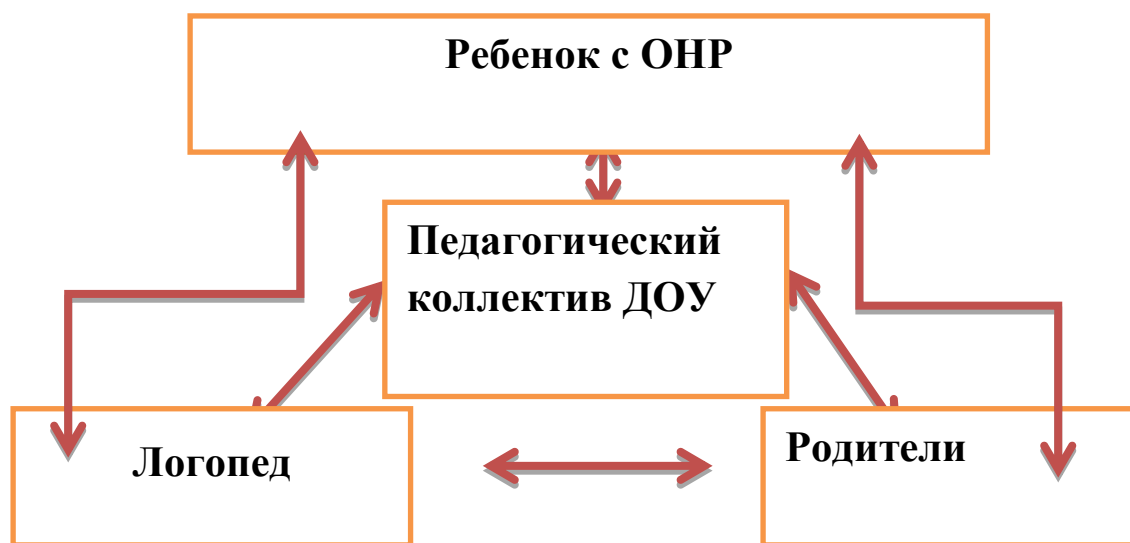 Ребенок с ОНР
Педагогический
коллектив ДОУ
Логопед
Родители